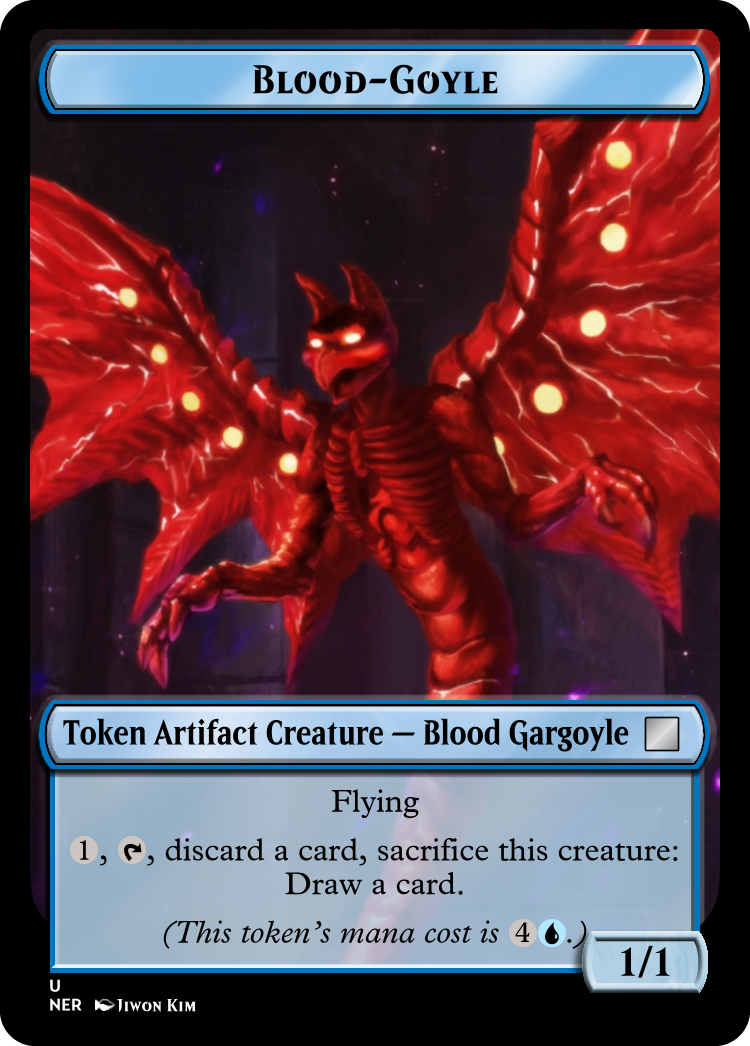 Blood-Goyle
Token Artifact Creature — Blood Gargoyle
Flying
1, , discard a card, sacrifice this creature:
Draw a card.
(This token's mana cost is 4 .)
1/1
U
NER Jiwon Kim